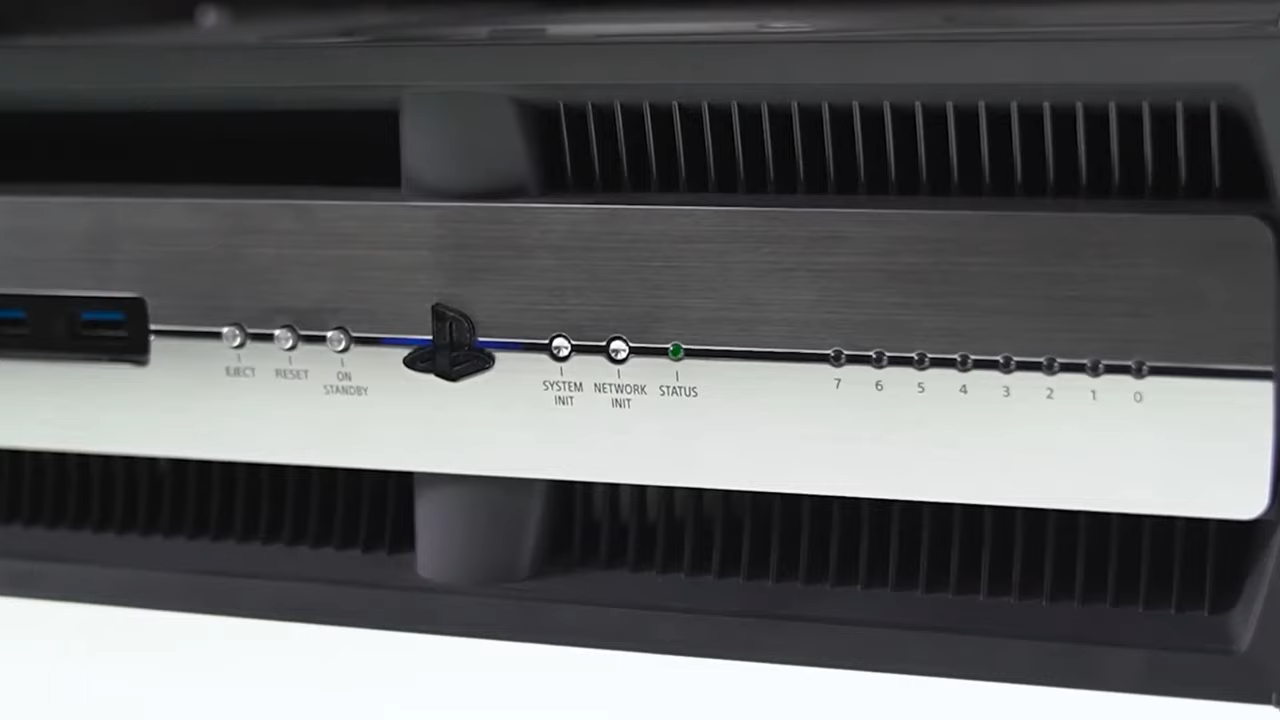 EJECT
RESET
ON
STANDBY
SYSTEM
INIT
NETWORK
INIT
STATUS
7 6 5 4 3 2 1 0